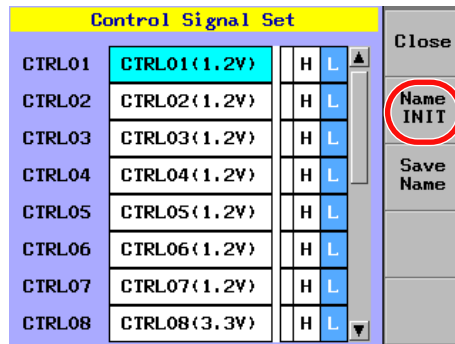 Control Signal Set
CTRL01 CTRL01(1.2V) H L
CTRL02 CTRL02(1.2V) H L
CTRL03 CTRL03(1.2V) H L
CTRL04 CTRL04(1.2V) H L
CTRL05 CTRL05(1.2V) H L
CTRL06 CTRL06(1.2V) H L
CTRL07 CTRL07(1.2V) H L
CTRL08 CTRL08(3.3V) H L
Close
Name
INIT
Save
Name